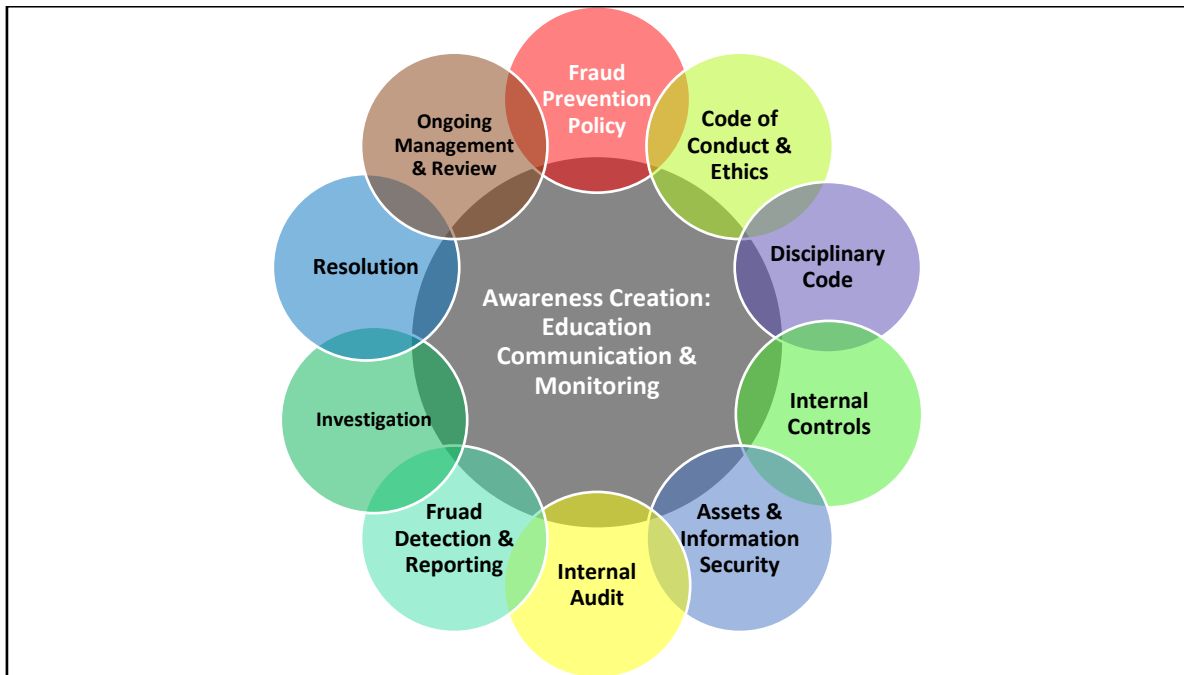 Fraud
Prevention
Policy
Code of
Conduct &
Ethics
Disciplinary
Code
Internal
Controls
Assets &
Information
Security
Internal
Audit
Fruad
Detection &
Reporting
Investigation
Resolution
Ongoing
Management
& Review
Awareness Creation:
Education
Communication &
Monitoring